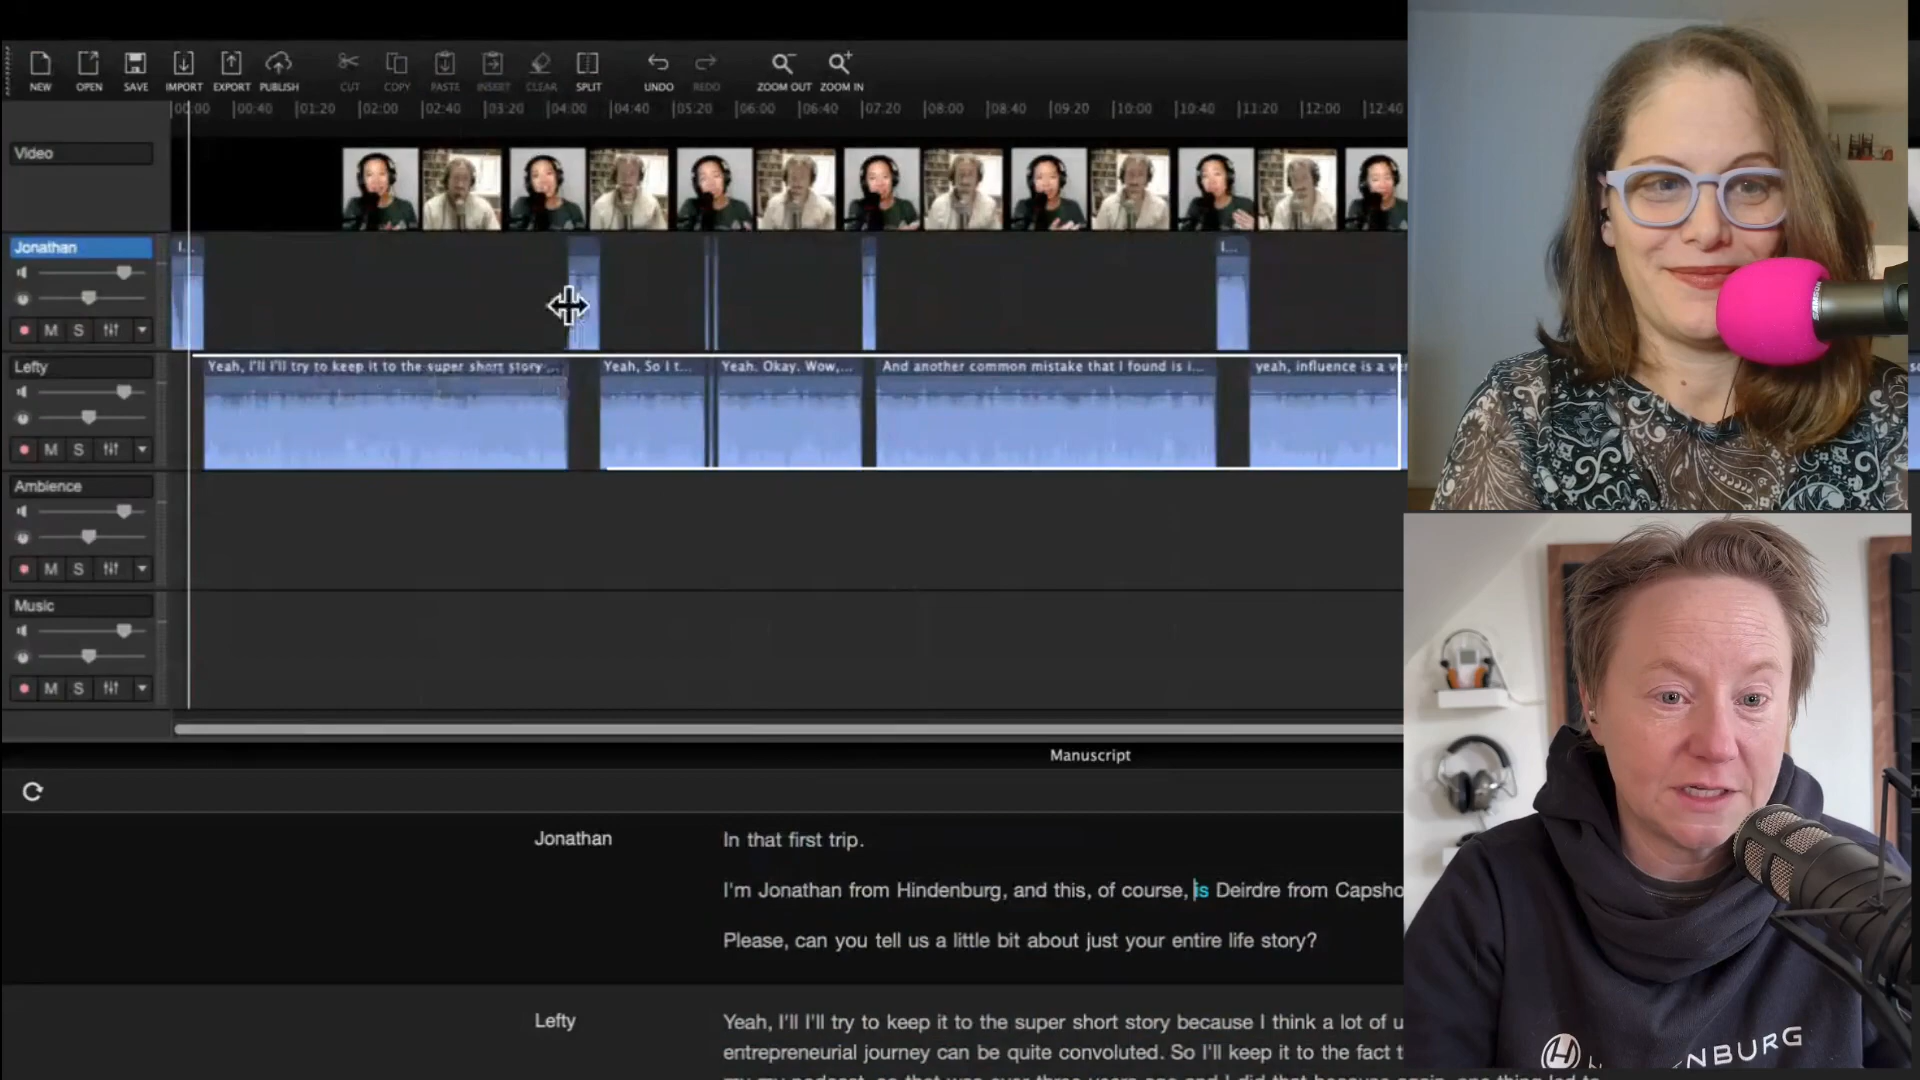 NEW OPEN SAVE IMPORT EXPORT PUBLISH CUT COPY PASTE INSERT CLEAR SPLIT UNDO REDO ZOOM OUT ZOOM IN
00:00 00:40 01:20 02:00 02:40 03:20 04:00 04:40 05:20 06:00 06:40 07:20 08:00 08:40 09:20 10:00 10:40 11:20 12:00 12:40
Video
Jonathan
I... I...
M S
Lefty
Yeah, I'll I'll try to keep it to the super short story ... Yeah, So I t... Yeah. Okay. Wow,... And another common mistake that I found is i... yeah, influence is a ve
M S
Ambience
M S
Music
M S
SAMSON
Manuscript
Jonathan
In that first trip.
I'm Jonathan from Hindenburg, and this, of course, is Deirdre from Capsho
Please, can you tell us a little bit about just your entire life story?
Lefty
Yeah, I'll I'll try to keep it to the super short story because I think a lot of u
entrepreneurial journey can be quite convoluted. So I'll keep it to the fact t
H h NBURG